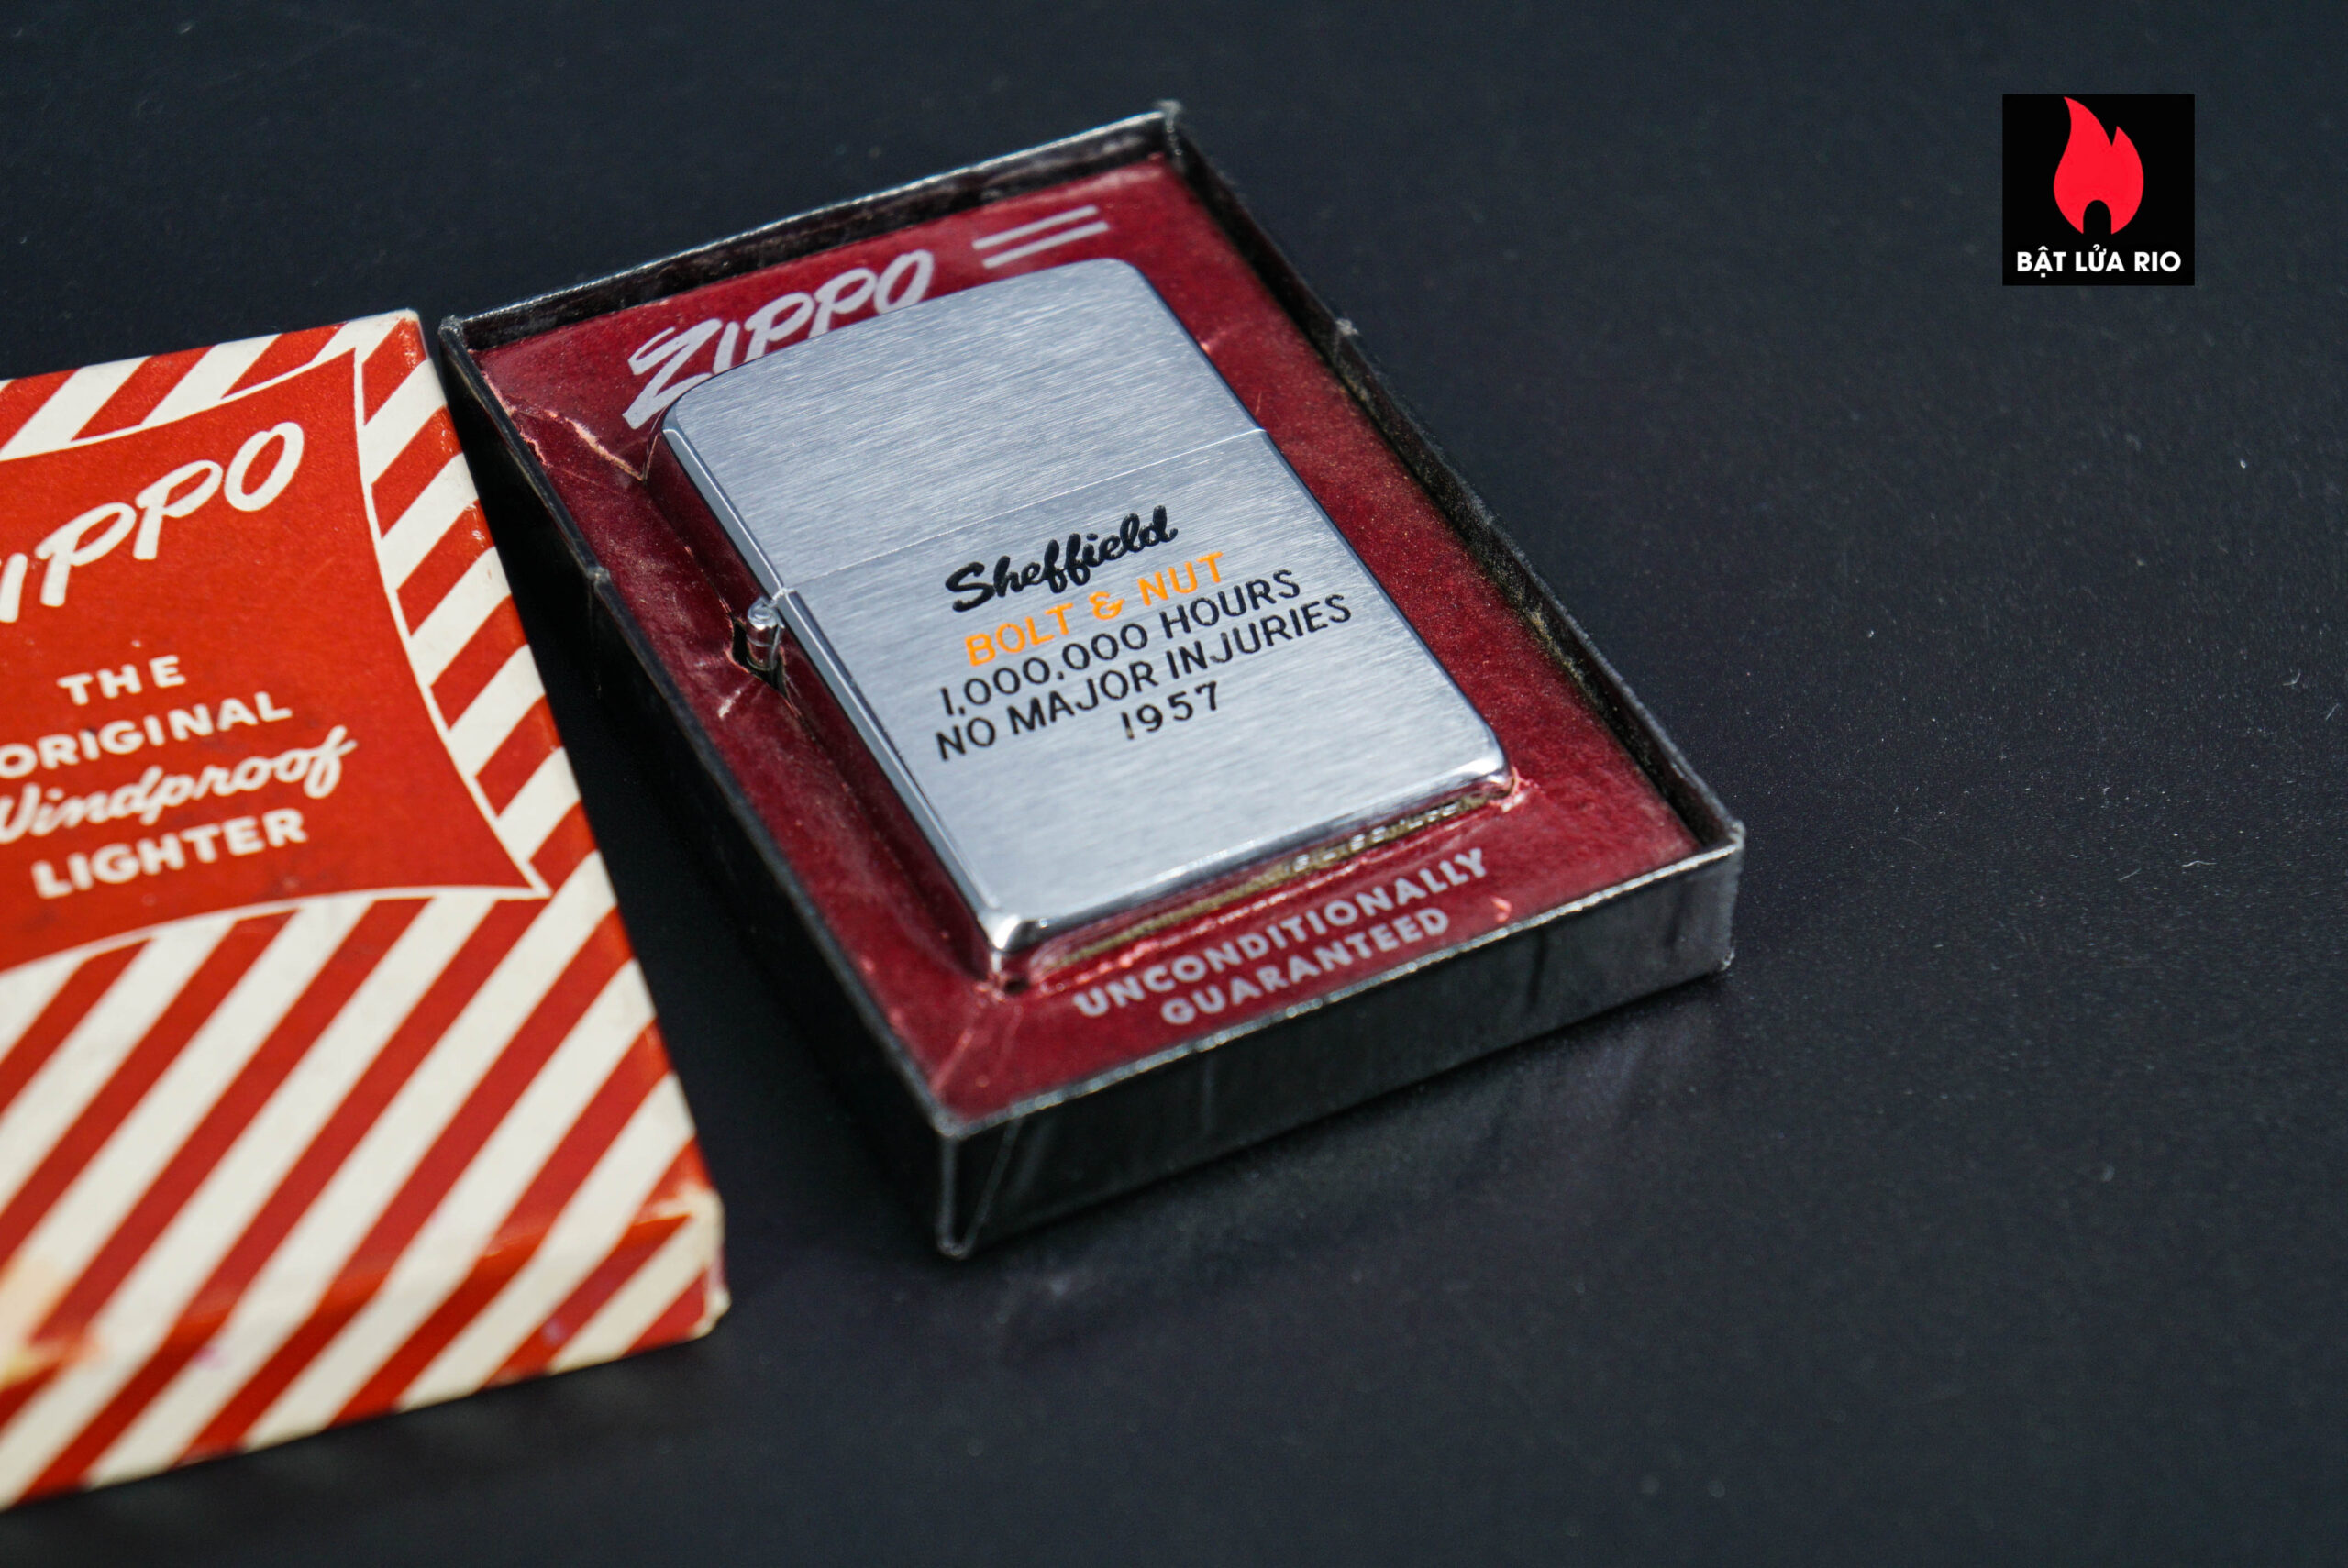 ZIPPO
THE
ORIGINAL
Windproof
LIGHTER
ZIPPO
Sheffield
BOLT & NUT
1,000,000 HOURS
NO MAJOR INJURIES
1957
UNCONDITIONALLY
GUARANTEED
BẬT LỬA RIO